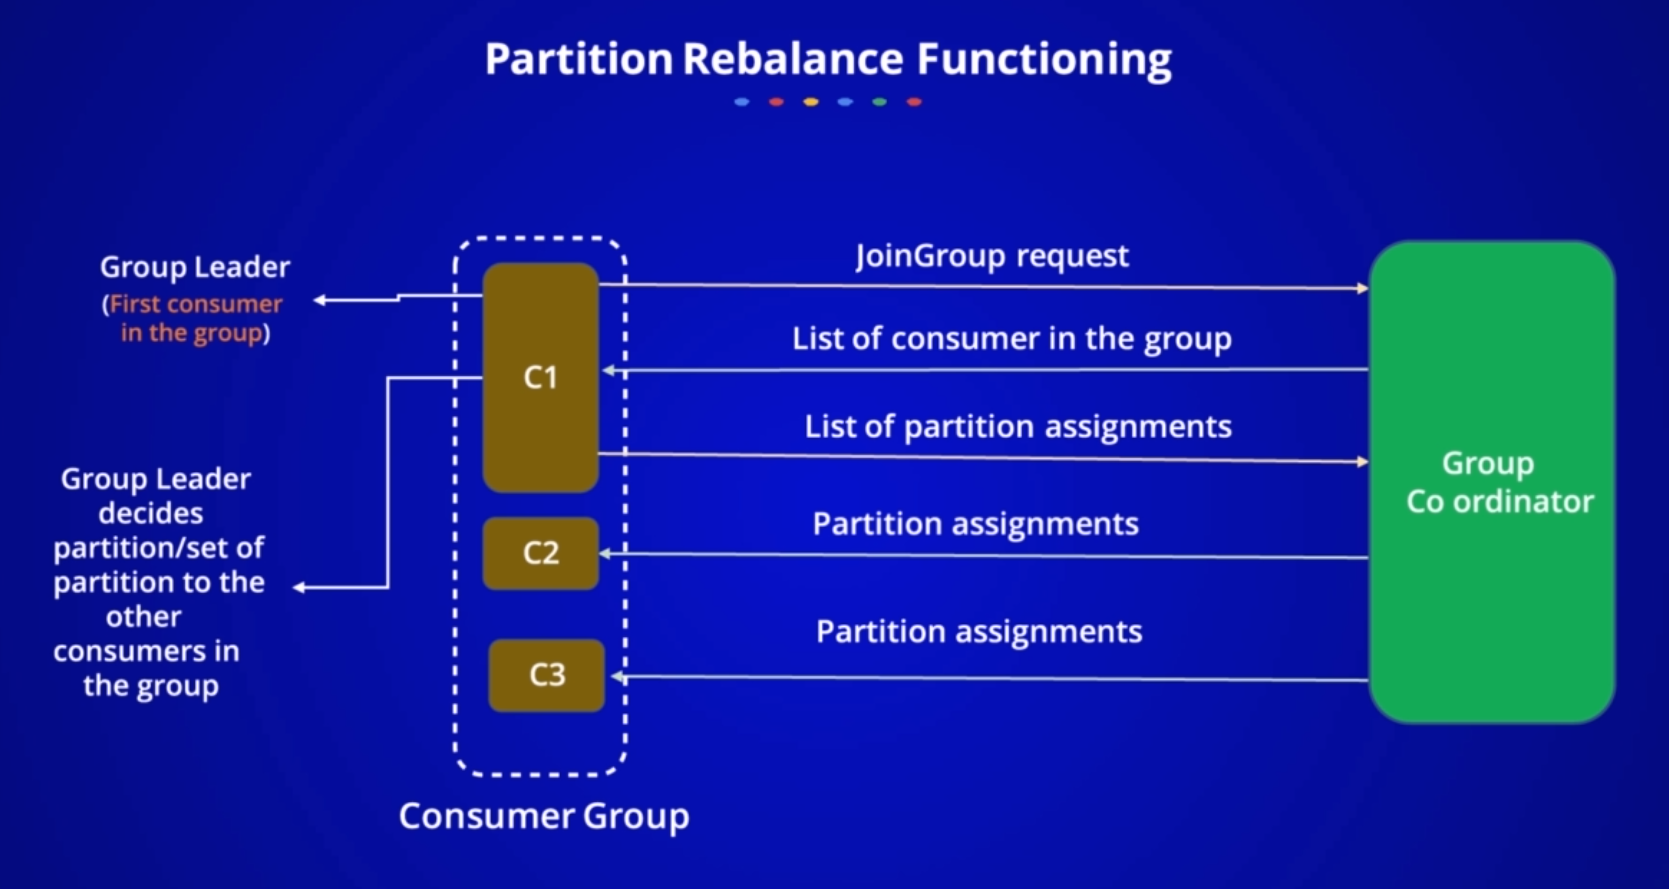 Partition Rebalance Functioning
Group Leader
(First consumer
in the group)
JoinGroup request
List of consumer in the group
C1
List of partition assignments
Group
Co ordinator
Group Leader
decides
partition/set of
partition to the
other
consumers in
the group
Partition assignments
C2
Partition assignments
C3
Consumer Group